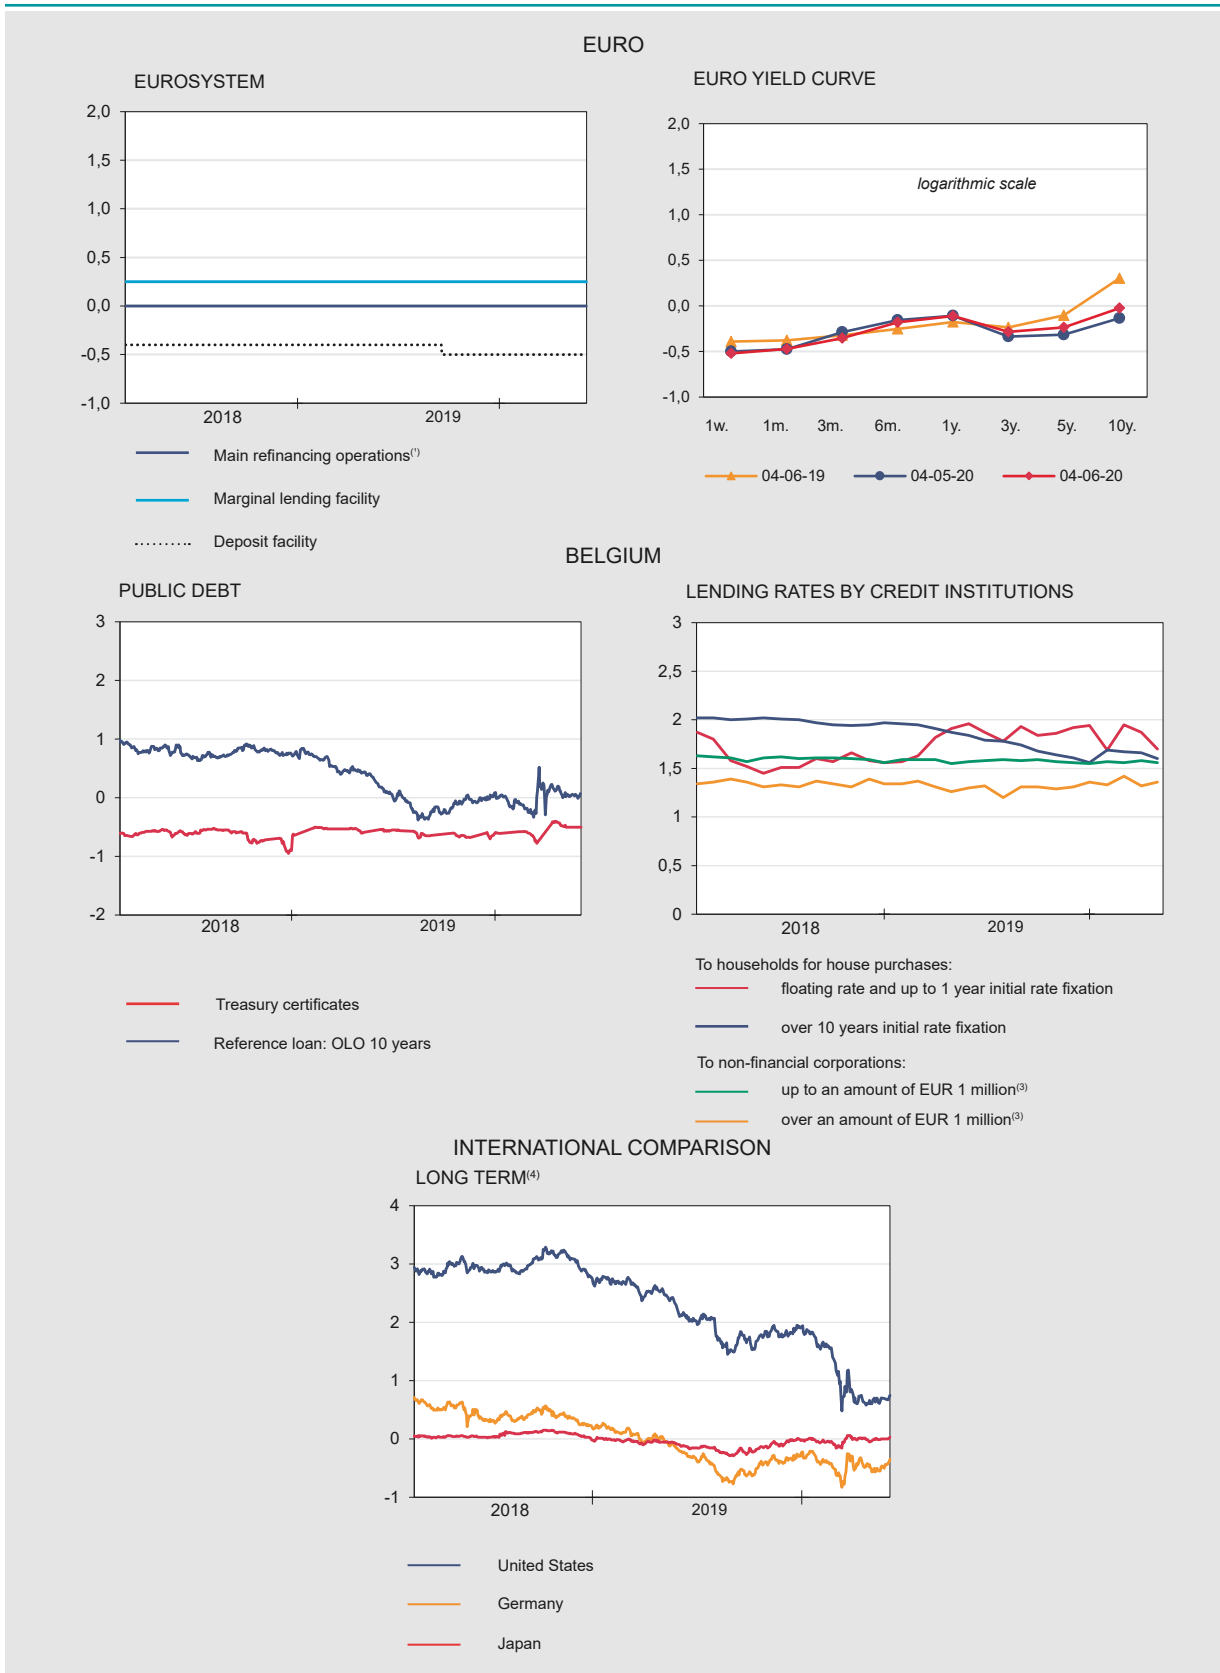 EURO
EUROSYSTEM
2,0
1,5
1,0
0,5
0,0
-0,5
-1,0
2018
2019
Main refinancing operations(¹)
Marginal lending facility
Deposit facility
EURO YIELD CURVE
2,0
1,5
1,0
0,5
0,0
-0,5
-1,0
logarithmic scale
1w. 1m. 3m. 6m. 1y. 3y. 5y. 10y.
04-06-19 04-05-20 04-06-20
BELGIUM
PUBLIC DEBT
3
2
1
0
-1
-2
2018
2019
Treasury certificates
Reference loan: OLO 10 years
LENDING RATES BY CREDIT INSTITUTIONS
3
2,5
2
1,5
1
0,5
0
2018
2019
To households for house purchases:
floating rate and up to 1 year initial rate fixation
over 10 years initial rate fixation
To non-financial corporations:
up to an amount of EUR 1 million(3)
over an amount of EUR 1 million(3)
INTERNATIONAL COMPARISON
LONG TERM(4)
4
3
2
1
0
-1
2018
2019
United States
Germany
Japan